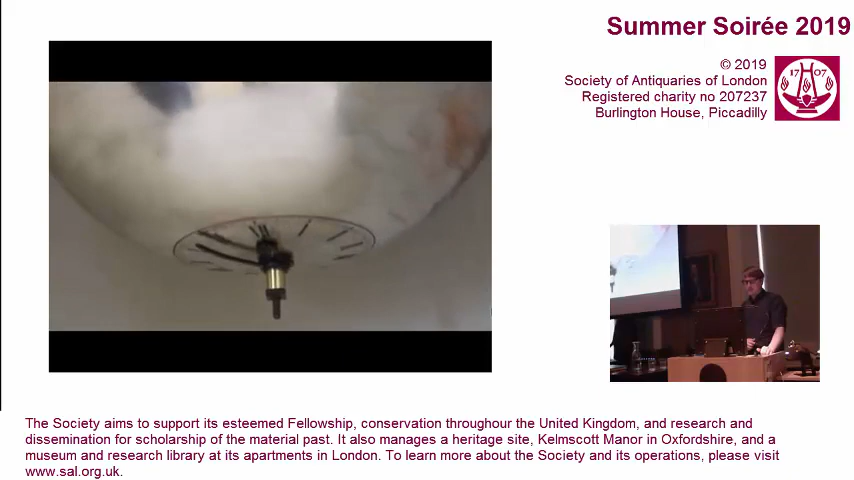 Summer Soirée 2019
© 2019
Society of Antiquaries of London
Registered charity no 207237
Burlington House, Piccadilly
17 07
The Society aims to support its esteemed Fellowship, conservation throughour the United Kingdom, and research and
dissemination for scholarship of the material past. It also manages a heritage site, Kelmscott Manor in Oxfordshire, and a
museum and research library at its apartments in London. To learn more about the Society and its operations, please visit
www.sal.org.uk.